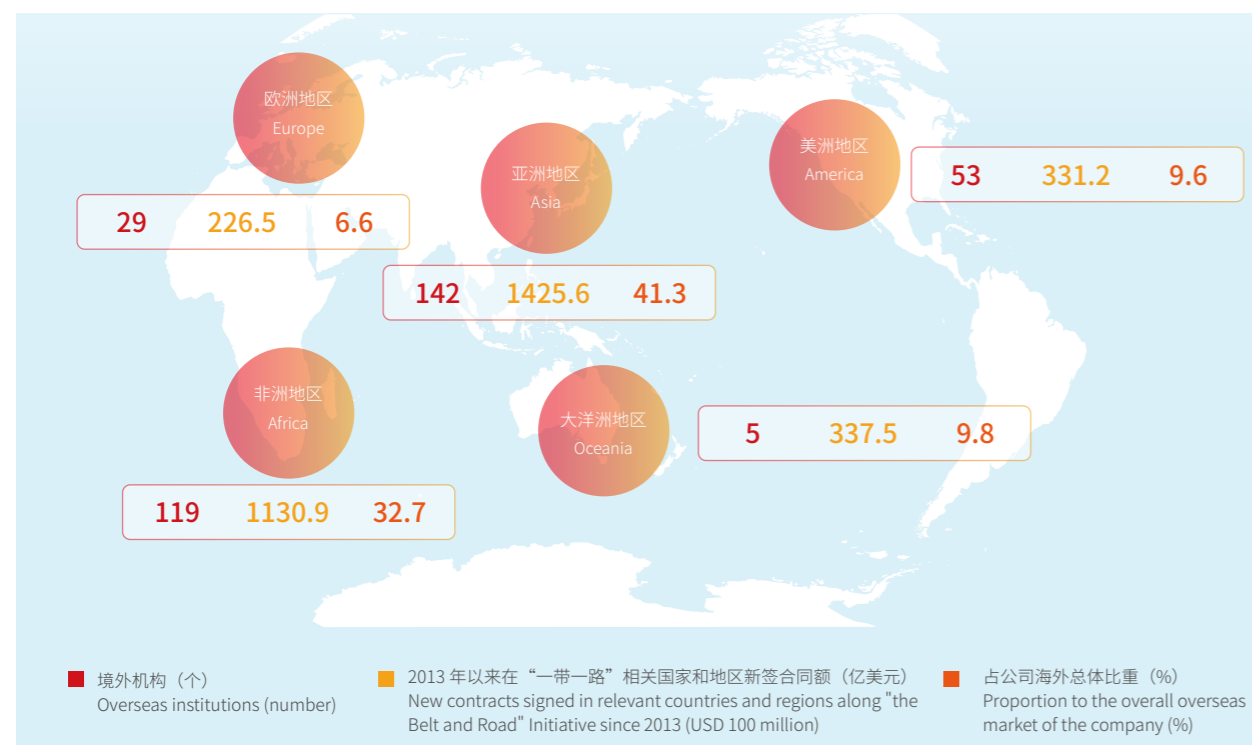 欧洲地区
Europe
29 226.5 6.6
亚洲地区
Asia
142 1425.6 41.3
美洲地区
America
53 331.2 9.6
非洲地区
Africa
119 1130.9 32.7
大洋洲地区
Oceania
5 337.5 9.8
境外机构（个）
Overseas institutions (number)
2013 年以来在“一带一路”相关国家和地区新签合同额（亿美元）
New contracts signed in relevant countries and regions along "the
Belt and Road" Initiative since 2013 (USD 100 million)
占公司海外总体比重（%）
Proportion to the overall overseas
market of the company (%)